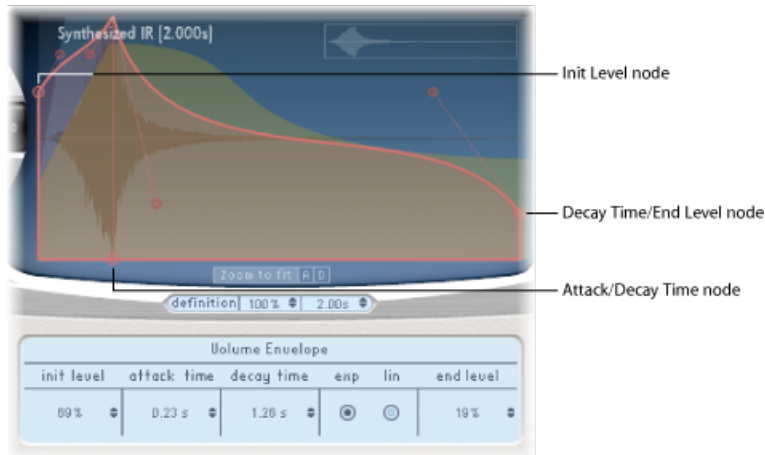 Synthesized IR [2.000s]
Init Level node
Decay Time/End Level node
Zoom to fit A D
Attack/Decay Time node
definition 100% 2.00s
Volume Envelope
init level attack time decay time exp lin end level
69% 0.23 s 1.26 s 19%